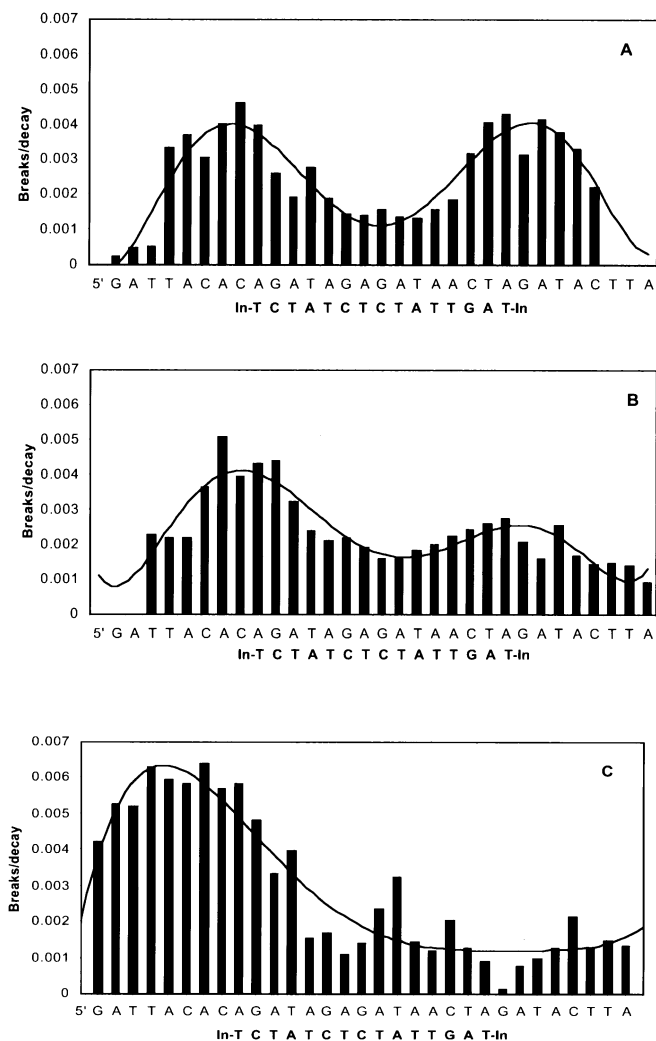 0.007
0.006
0.005
0.004
0.003
0.002
0.001
0
Breaks/decay
A
5' G A T T A C A C A G A T A G A G A T A A C T A G A T A C T T A
In-T C T A T C T C T A T T G A T-In
0.007
0.006
0.005
0.004
0.003
0.002
0.001
0
Breaks/decay
B
5' G A T T A C A C A G A T A G A G A T A A C T A G A T A C T T A
In-T C T A T C T C T A T T G A T-In
0.007
0.006
0.005
0.004
0.003
0.002
0.001
0
Breaks/decay
C
5' G A T T A C A C A G A T A G A G A T A A C T A G A T A C T T A
In-T C T A T C T C T A T T G A T-In